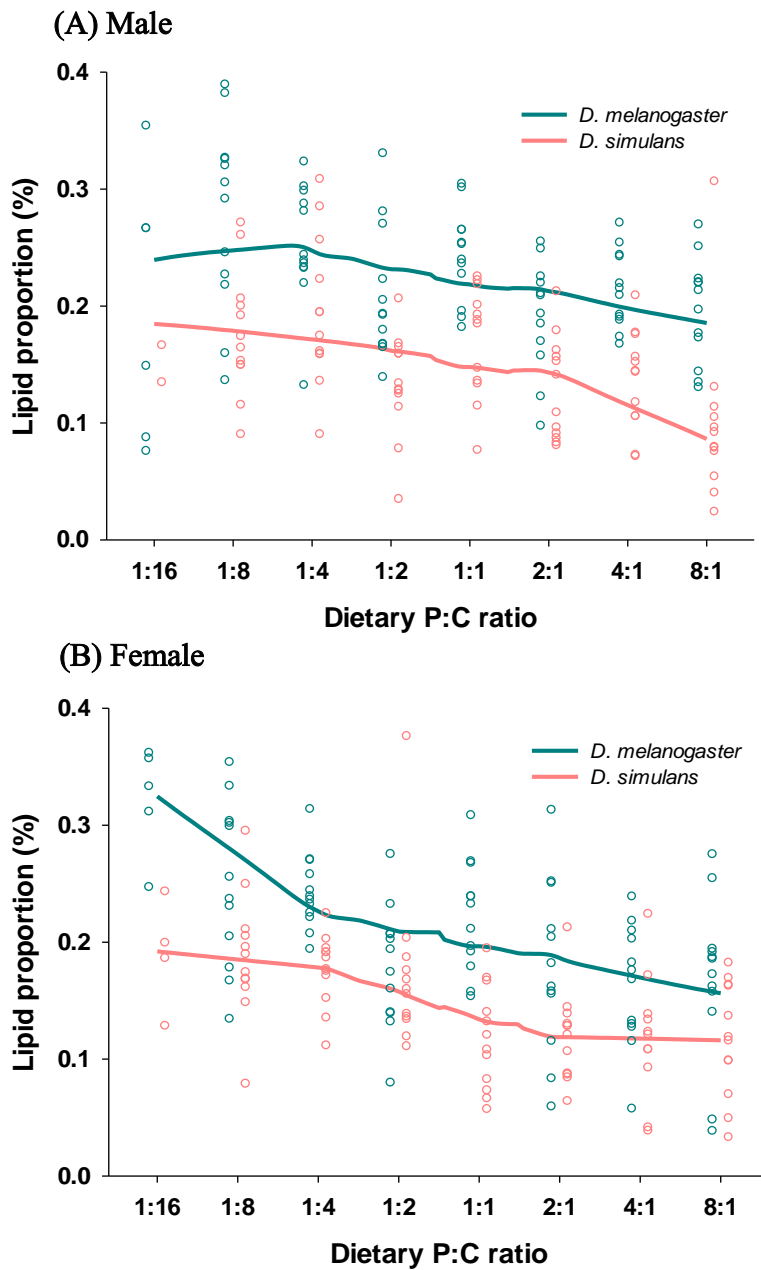 (A) Male
0.4
D. melanogaster
D. simulans
0.3
0.2
0.1
0.0
Lipid proportion (%)
1:16 1:8 1:4 1:2 1:1 2:1 4:1 8:1
Dietary P:C ratio
(B) Female
0.4
D. melanogaster
D. simulans
0.3
0.2
0.1
0.0
Lipid proportion (%)
1:16 1:8 1:4 1:2 1:1 2:1 4:1 8:1
Dietary P:C ratio